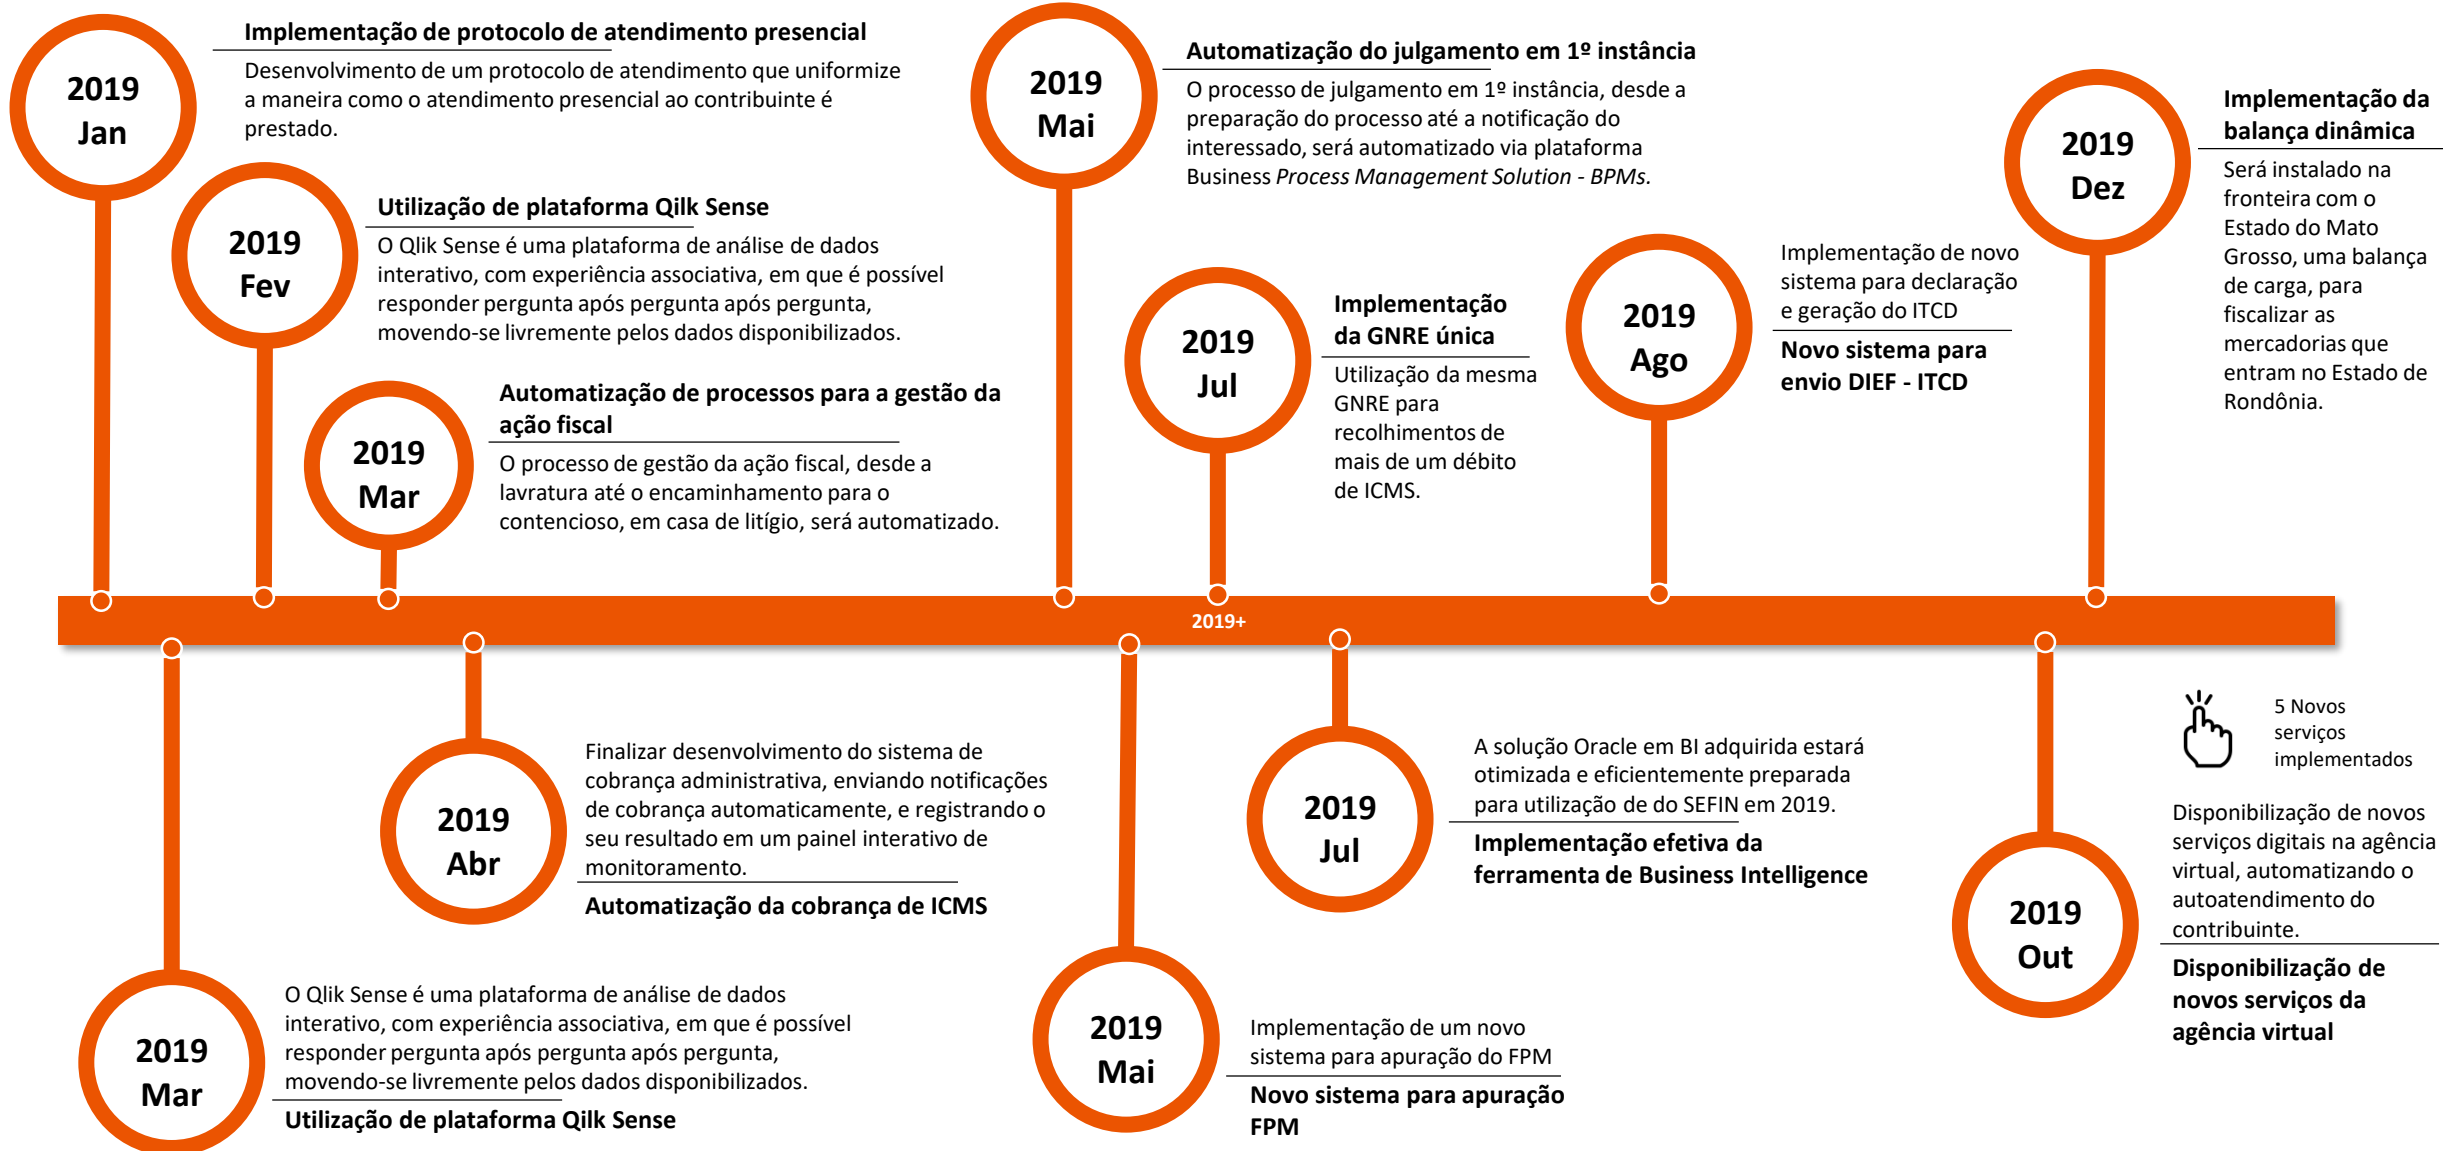 2019
Jan
Implementação de protocolo de atendimento presencial
Desenvolvimento de um protocolo de atendimento que uniformize
a maneira como o atendimento presencial ao contribuinte é
prestado.
2019
Fev
Utilização de plataforma Qilk Sense
O Qlik Sense é uma plataforma de análise de dados
interativo, com experiência associativa, em que é possível
responder pergunta após pergunta após pergunta,
movendo-se livremente pelos dados disponibilizados.
2019
Mar
Automatização de processos para a gestão da
ação fiscal
O processo de gestão da ação fiscal, desde a
lavratura até o encaminhamento para o
contencioso, em casa de litígio, será automatizado.
2019
Mai
Automatização do julgamento em 1º instância
O processo de julgamento em 1º instância, desde a
preparação do processo até a notificação do
interessado, será automatizado via plataforma
Business Process Management Solution - BPMs.
2019
Jul
Implementação
da GNRE única
Utilização da mesma
GNRE para
recolhimentos de
mais de um débito
de ICMS.
2019
Ago
Implementação de novo
sistema para declaração
e geração do ITCD
Novo sistema para
envio DIEF - ITCD
2019
Dez
Implementação da
balança dinâmica
Será instalado na
fronteira com o
Estado do Mato
Grosso, uma balança
de carga, para
fiscalizar as
mercadorias que
entram no Estado de
Rondônia.
2019+
2019
Mar
O Qlik Sense é uma plataforma de análise de dados
interativo, com experiência associativa, em que é possível
responder pergunta após pergunta após pergunta,
movendo-se livremente pelos dados disponibilizados.
Utilização de plataforma Qilk Sense
2019
Abr
Finalizar desenvolvimento do sistema de
cobrança administrativa, enviando notificações
de cobrança automaticamente, e registrando o
seu resultado em um painel interativo de
monitoramento.
Automatização da cobrança de ICMS
2019
Mai
Implementação de um novo
sistema para apuração do FPM
Novo sistema para apuração
FPM
2019
Jul
A solução Oracle em BI adquirida estará
otimizada e eficientemente preparada
para utilização de do SEFIN em 2019.
Implementação efetiva da
ferramenta de Business Intelligence
2019
Out
5 Novos
serviços
implementados
Disponibilização de novos
serviços digitais na agência
virtual, automatizando o
autoatendimento do
contribuinte.
Disponibilização de
novos serviços da
agência virtual